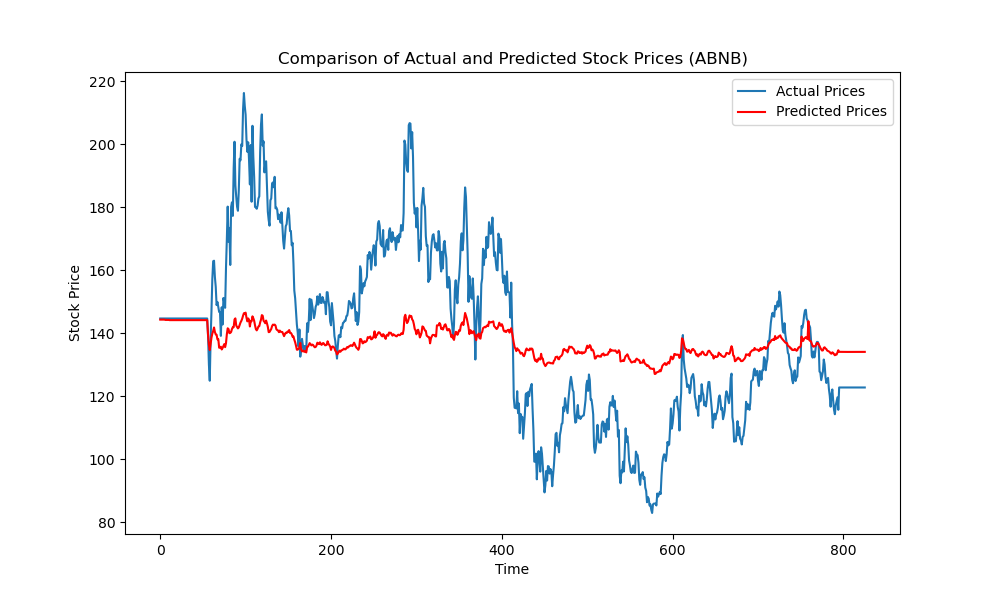 Comparison of Actual and Predicted Stock Prices (ABNB)
Actual Prices
Predicted Prices
220
200
180
160
140
120
100
80
Stock Price
0 200 400 600 800
Time